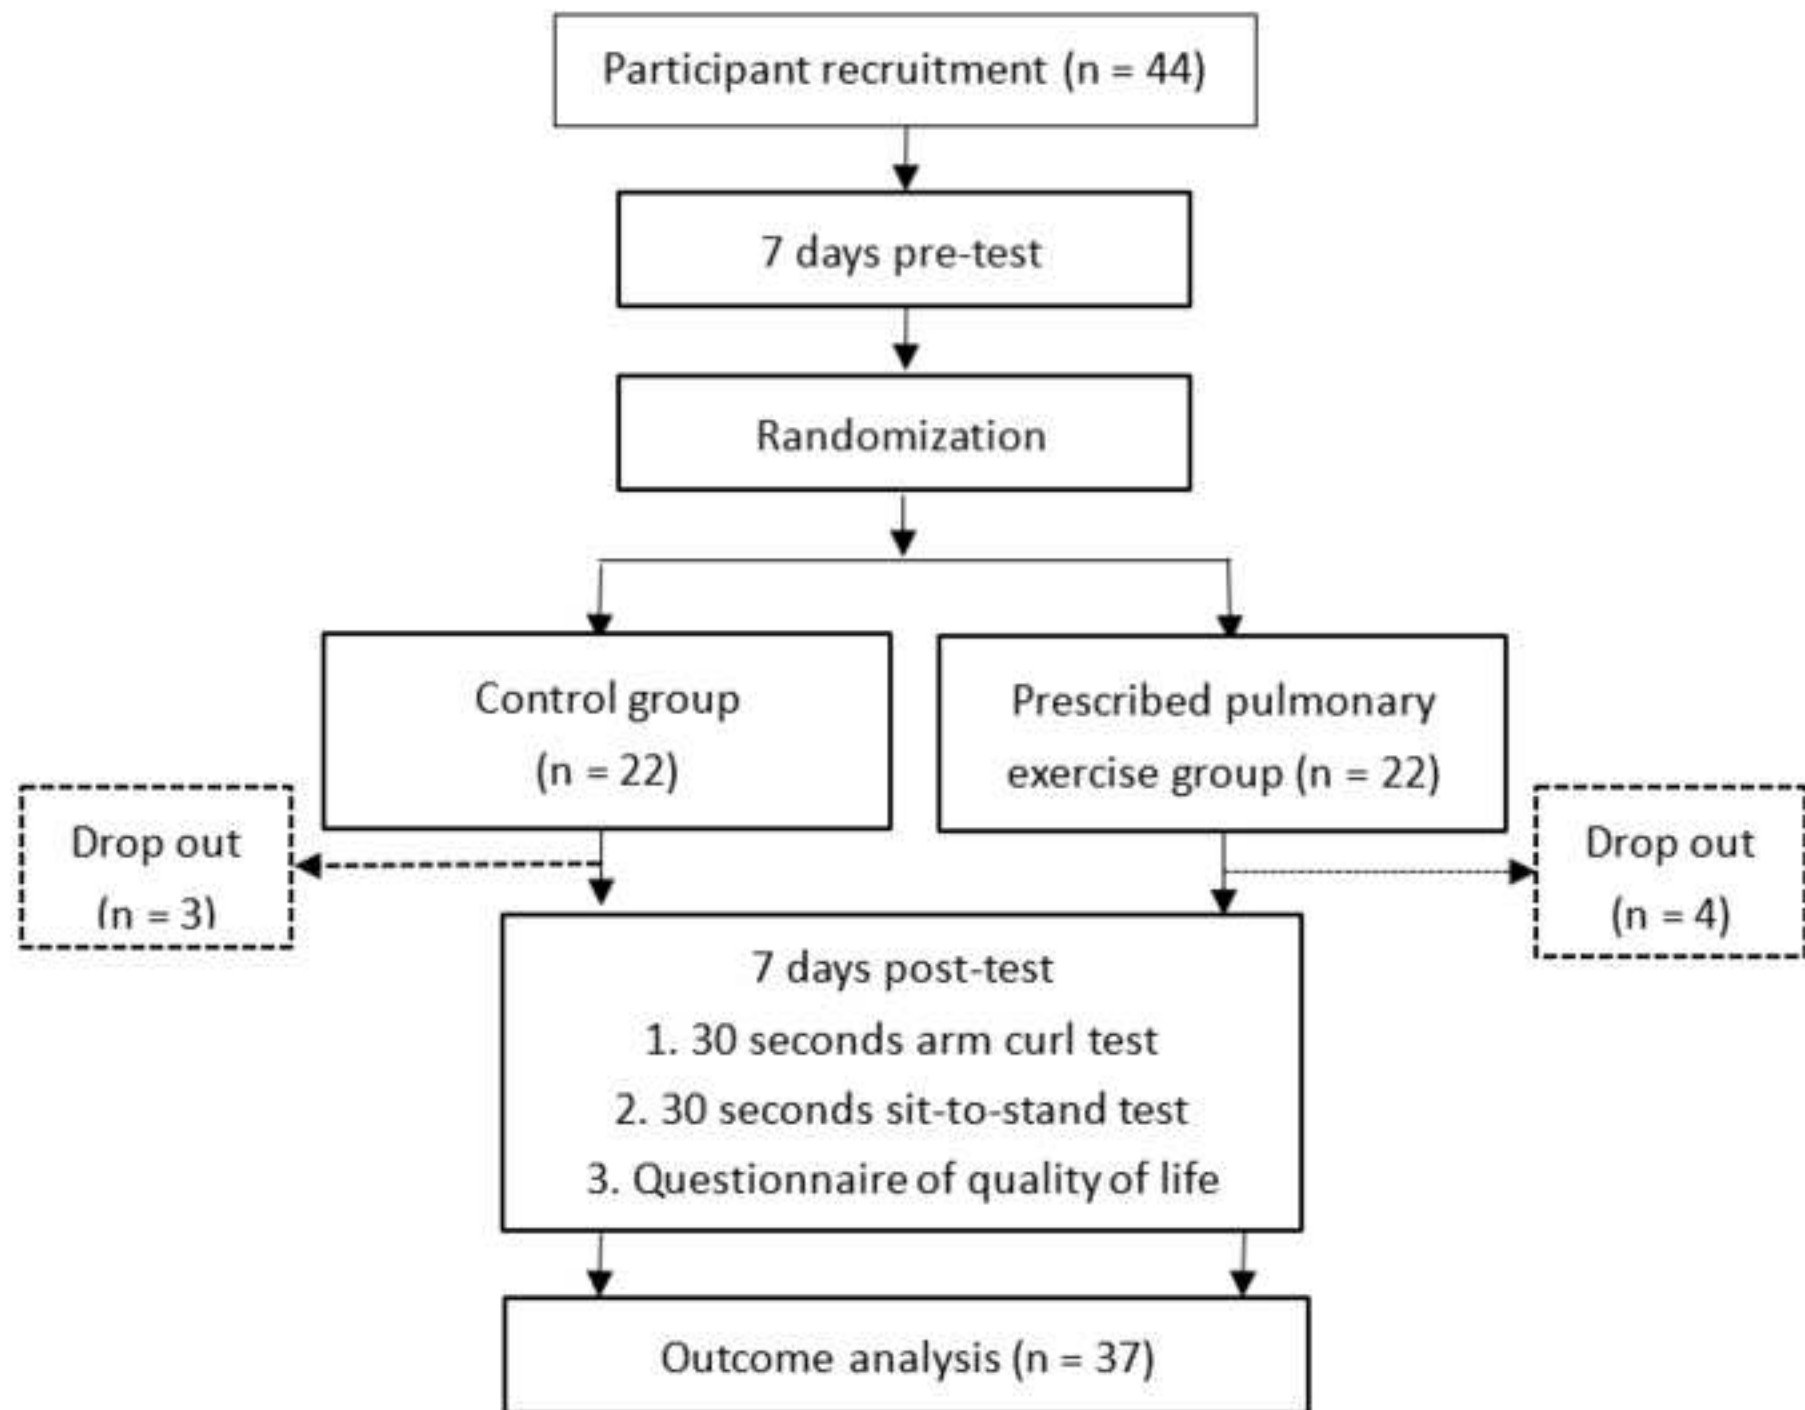 Participant recruitment (n = 44)
7 days pre-test
Randomization
Control group
(n = 22)
Prescribed pulmonary
exercise group (n = 22)
Drop out
(n = 3)
Drop out
(n = 4)
7 days post-test
1. 30 seconds arm curl test
2. 30 seconds sit-to-stand test
3. Questionnaire of quality of life
Outcome analysis (n = 37)